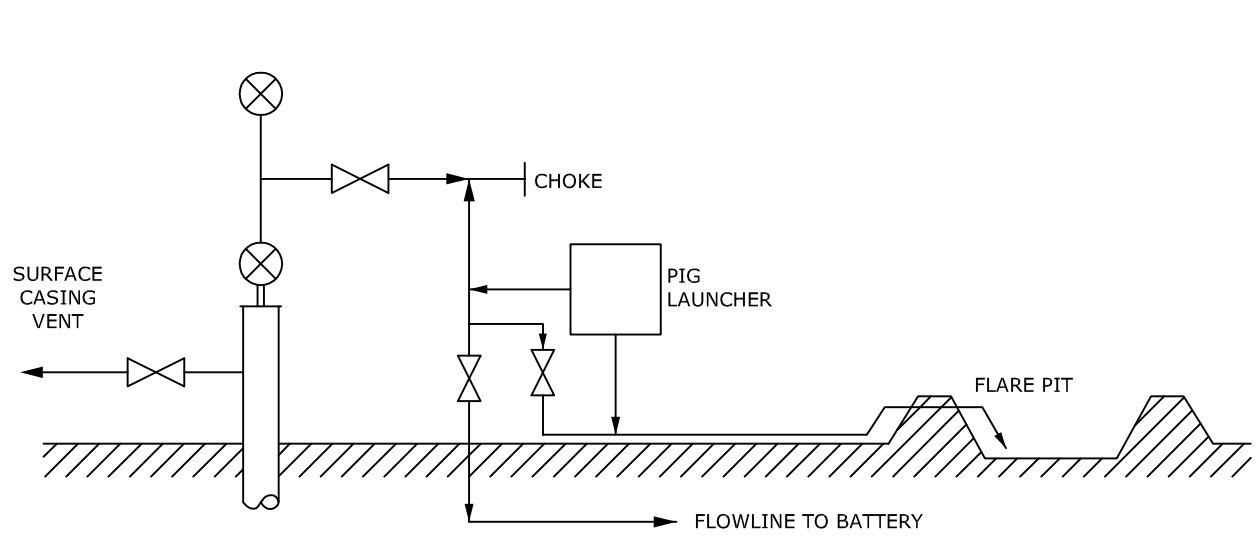 CHOKE
SURFACE
CASING
VENT
PIG
LAUNCHER
FLARE PIT
FLOWLINE TO BATTERY